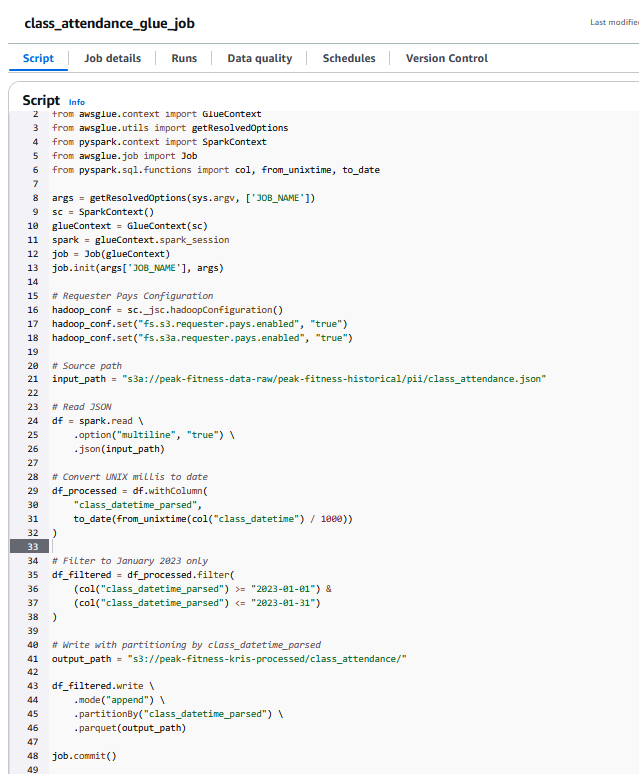 class_attendance_glue_job
Last modifie
Script Job details Runs Data quality Schedules Version Control
Script Info
2 from awsglue.context import GlueContext
3 from awsglue.utils import getResolvedOptions
4 from pyspark.context import SparkContext
5 from awsglue.job import Job
6 from pyspark.sql.functions import col, from_unixtime, to_date
7
8 args = getResolvedOptions(sys.argv, ['JOB_NAME'])
9 sc = SparkContext()
10 glueContext = GlueContext(sc)
11 spark = glueContext.spark_session
12 job = Job(glueContext)
13 job.init(args['JOB_NAME'], args)
14
15 # Requester Pays Configuration
16 hadoop_conf = sc._jsc.hadoopConfiguration()
17 hadoop_conf.set("fs.s3.requester.pays.enabled", "true")
18 hadoop_conf.set("fs.s3a.requester.pays.enabled", "true")
19
20 # Source path
21 input_path = "s3a://peak-fitness-data-raw/peak-fitness-historical/pii/class_attendance.json"
22
23 # Read JSON
24 df = spark.read \
25     .option("multiline", "true") \
26     .json(input_path)
27
28 # Convert UNIX millis to date
29 df_processed = df.withColumn(
30     "class_datetime_parsed",
31     to_date(from_unixtime(col("class_datetime") / 1000))
32 )
33
34 # Filter to January 2023 only
35 df_filtered = df_processed.filter(
36     (col("class_datetime_parsed") >= "2023-01-01") &
37     (col("class_datetime_parsed") <= "2023-01-31")
38 )
39
40 # Write with partitioning by class_datetime_parsed
41 output_path = "s3://peak-fitness-kris-processed/class_attendance/"
42
43 df_filtered.write \
44     .mode("append") \
45     .partitionBy("class_datetime_parsed") \
46     .parquet(output_path)
47
48 job.commit()
49